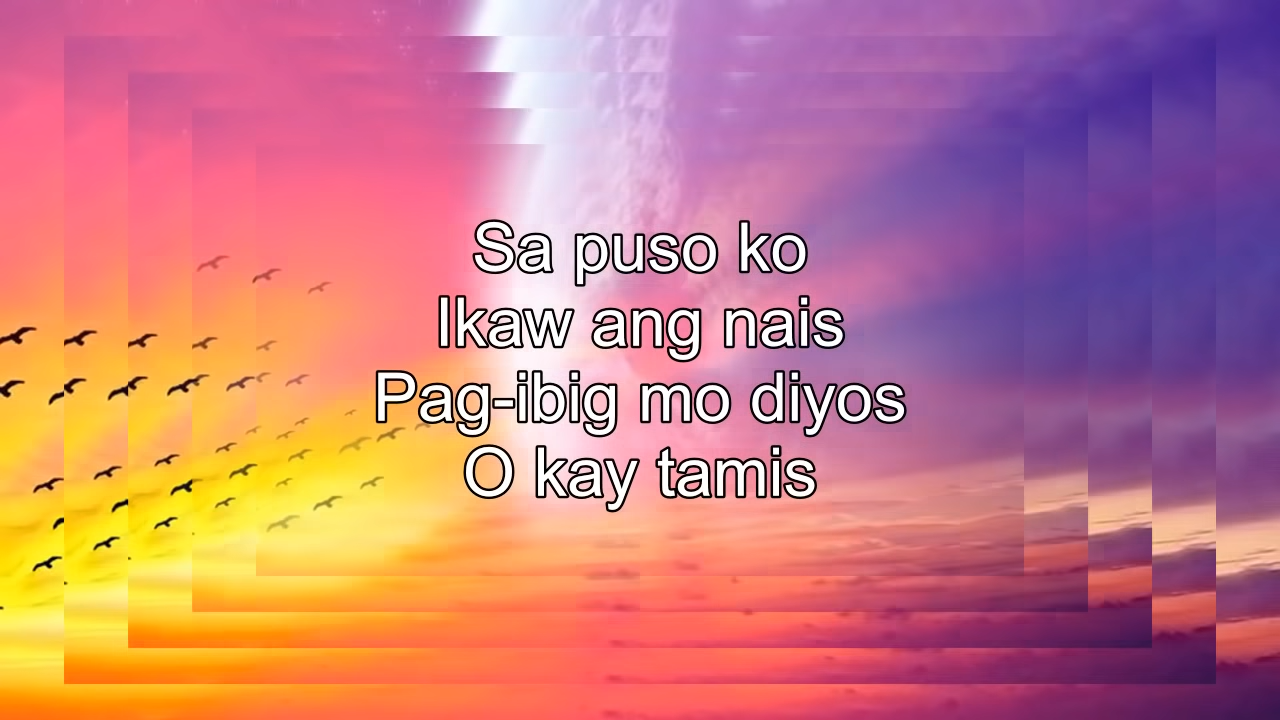 Sa puso ko
Ikaw ang nais
Pag-ibig mo diyos
O kay tamis